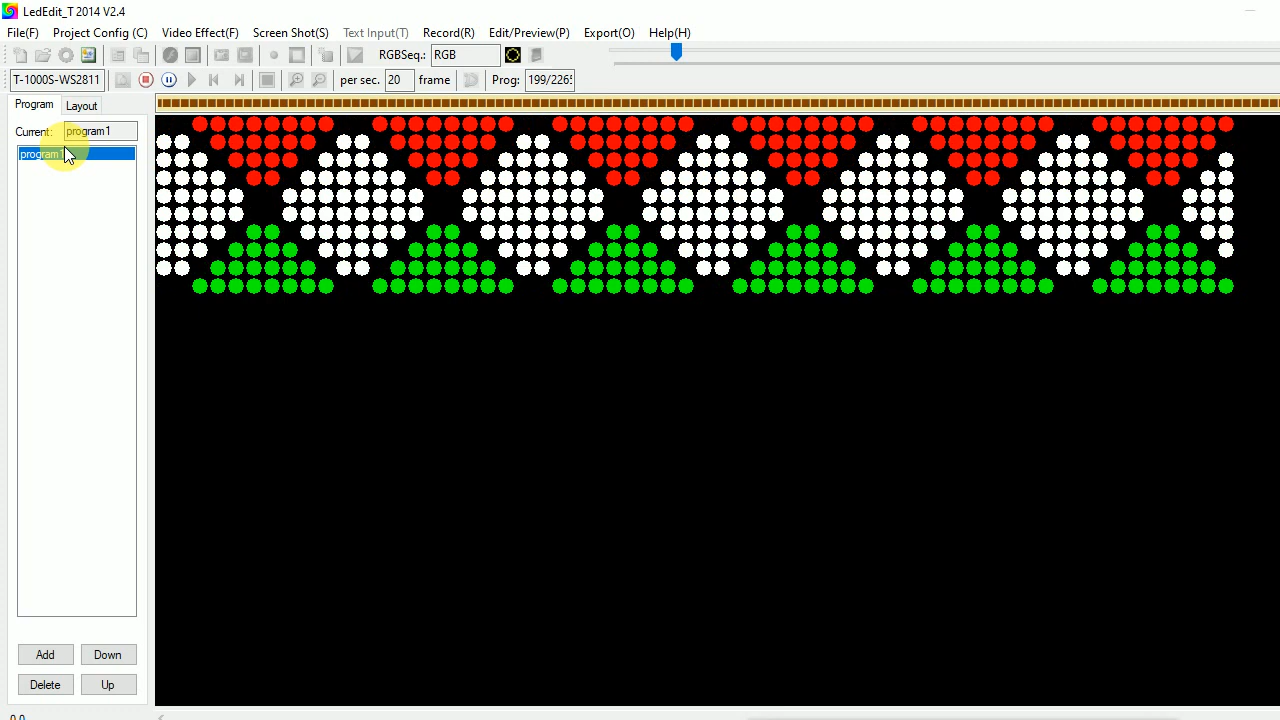 LedEdit_T 2014 V2.4
File(F) Project Config (C) Video Effect(F) Screen Shot(S) Text Input(T) Record(R) Edit/Preview(P) Export(O) Help(H)
RGBSeq.: RGB
T-1000S-WS2811 per sec. 20 frame Prog: 199/226
Program Layout
Current: program1
program1
Add Down
Delete Up
0,0